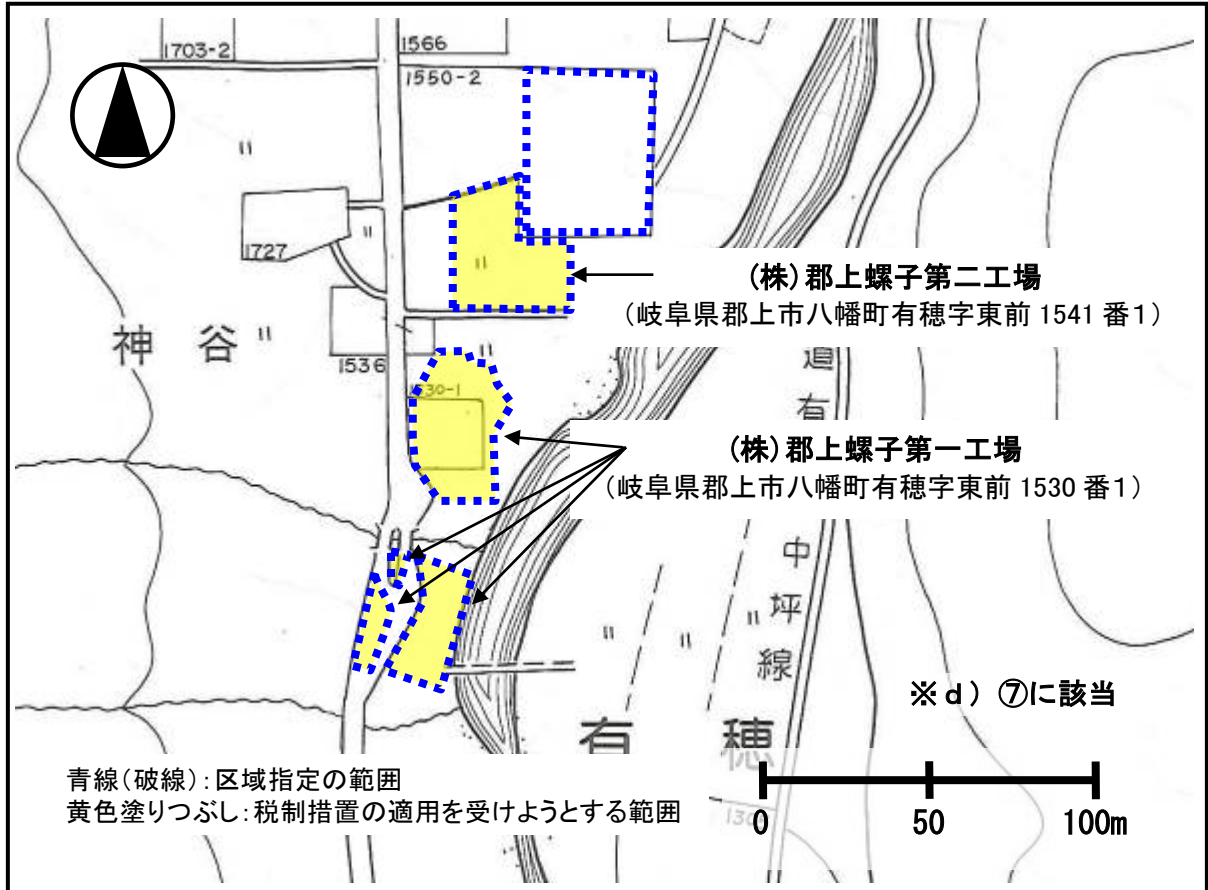 1703-2
1566
1550-2
1727
(株)郡上螺子第二工場
(岐阜県郡上市八幡町有穂字東前 1541 番1)
神谷
1536
1530-1
道有
(株)郡上螺子第一工場
(岐阜県郡上市八幡町有穂字東前 1530 番1)
中坪線
※d) ⑦に該当
有穂
青線(破線):区域指定の範囲
黄色塗りつぶし:税制措置の適用を受けようとする範囲
0 50 100m